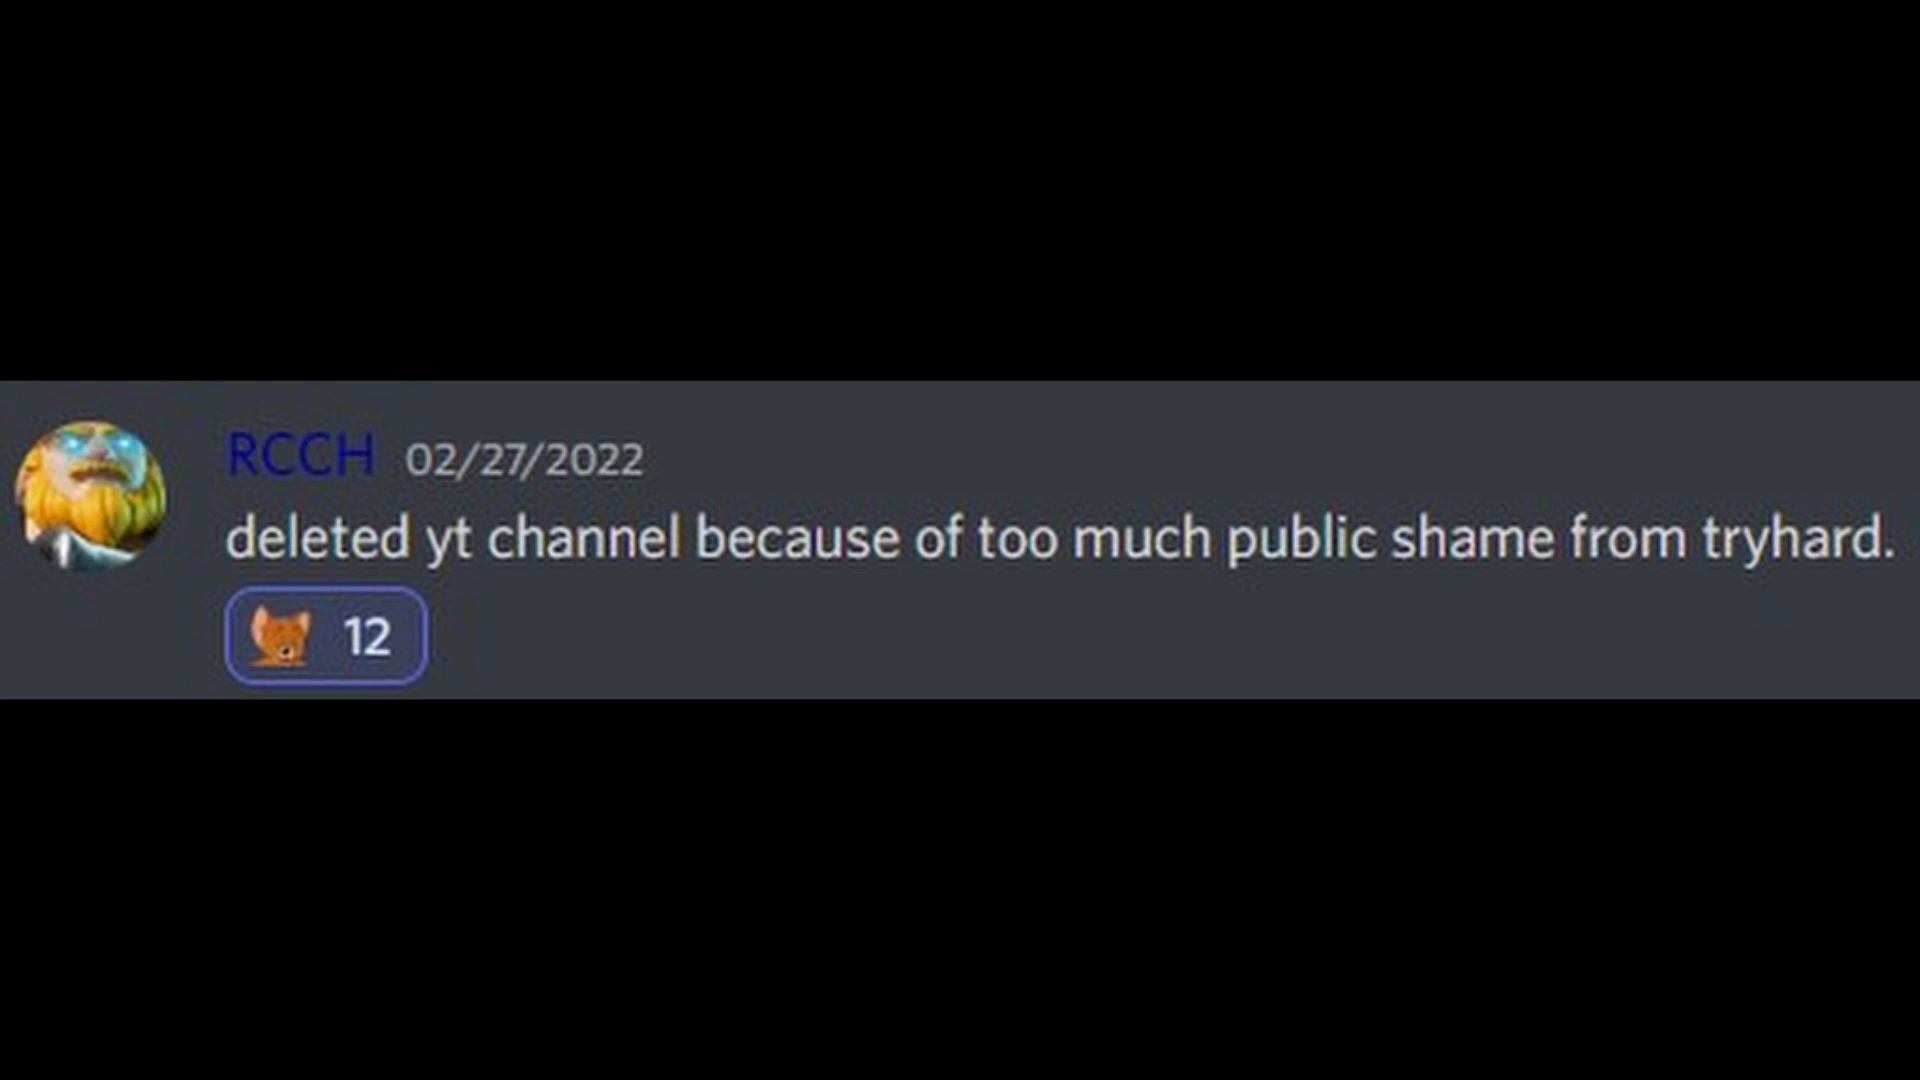 RCCH 02/27/2022
deleted yt channel because of too much public shame from tryhard.
12